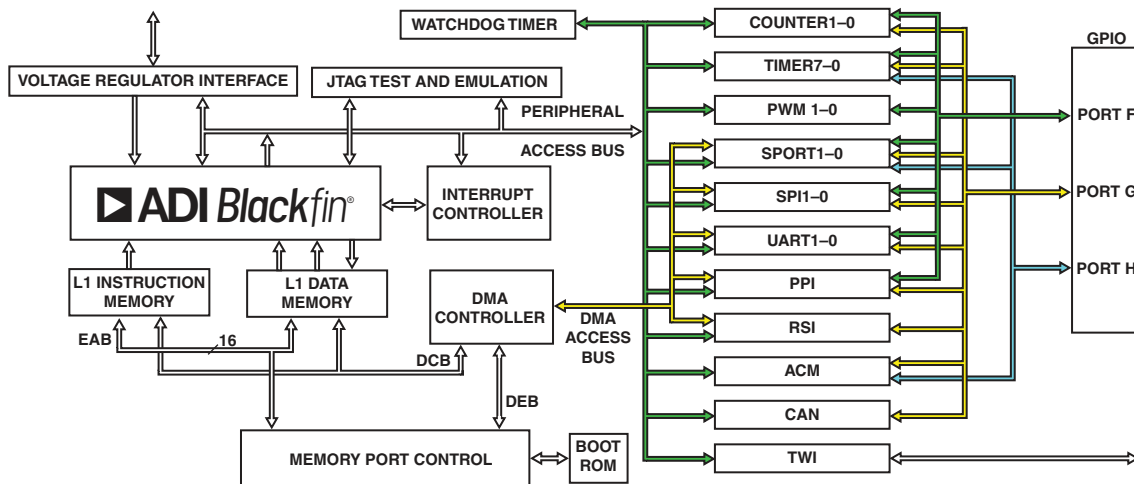 WATCHDOG TIMER
VOLTAGE REGULATOR INTERFACE
JTAG TEST AND EMULATION
PERIPHERAL
ACCESS BUS
ADI Blackfin®
INTERRUPT
CONTROLLER
L1 INSTRUCTION
MEMORY
L1 DATA
MEMORY
DMA
CONTROLLER
EAB
16
DCB
DMA
ACCESS
BUS
DEB
MEMORY PORT CONTROL
BOOT
ROM
COUNTER1–0
TIMER7–0
PWM 1–0
SPORT1–0
SPI1–0
UART1–0
PPI
RSI
ACM
CAN
TWI
GPIO
PORT F
PORT G
PORT H